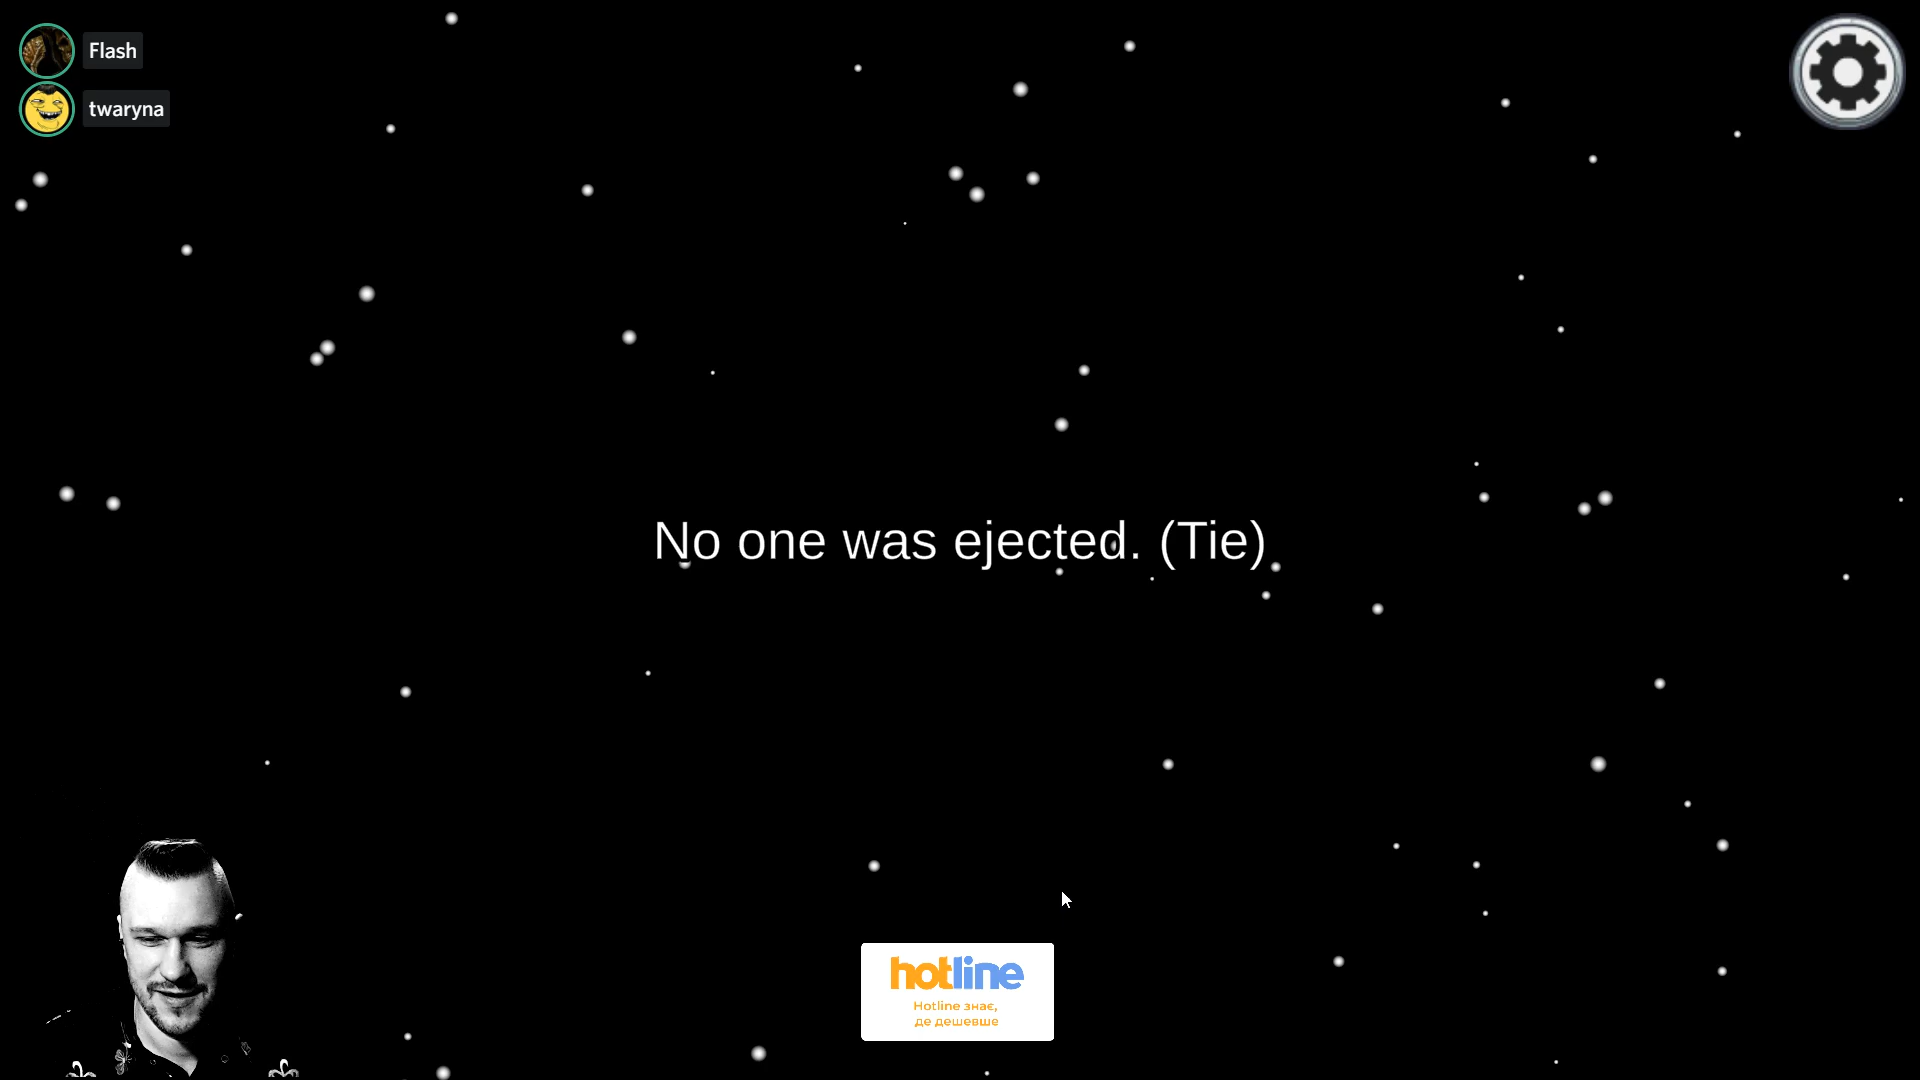 Flash
twaryna
No one was ejected. (Tie)
hotline
Hotline знає,
де дешевше